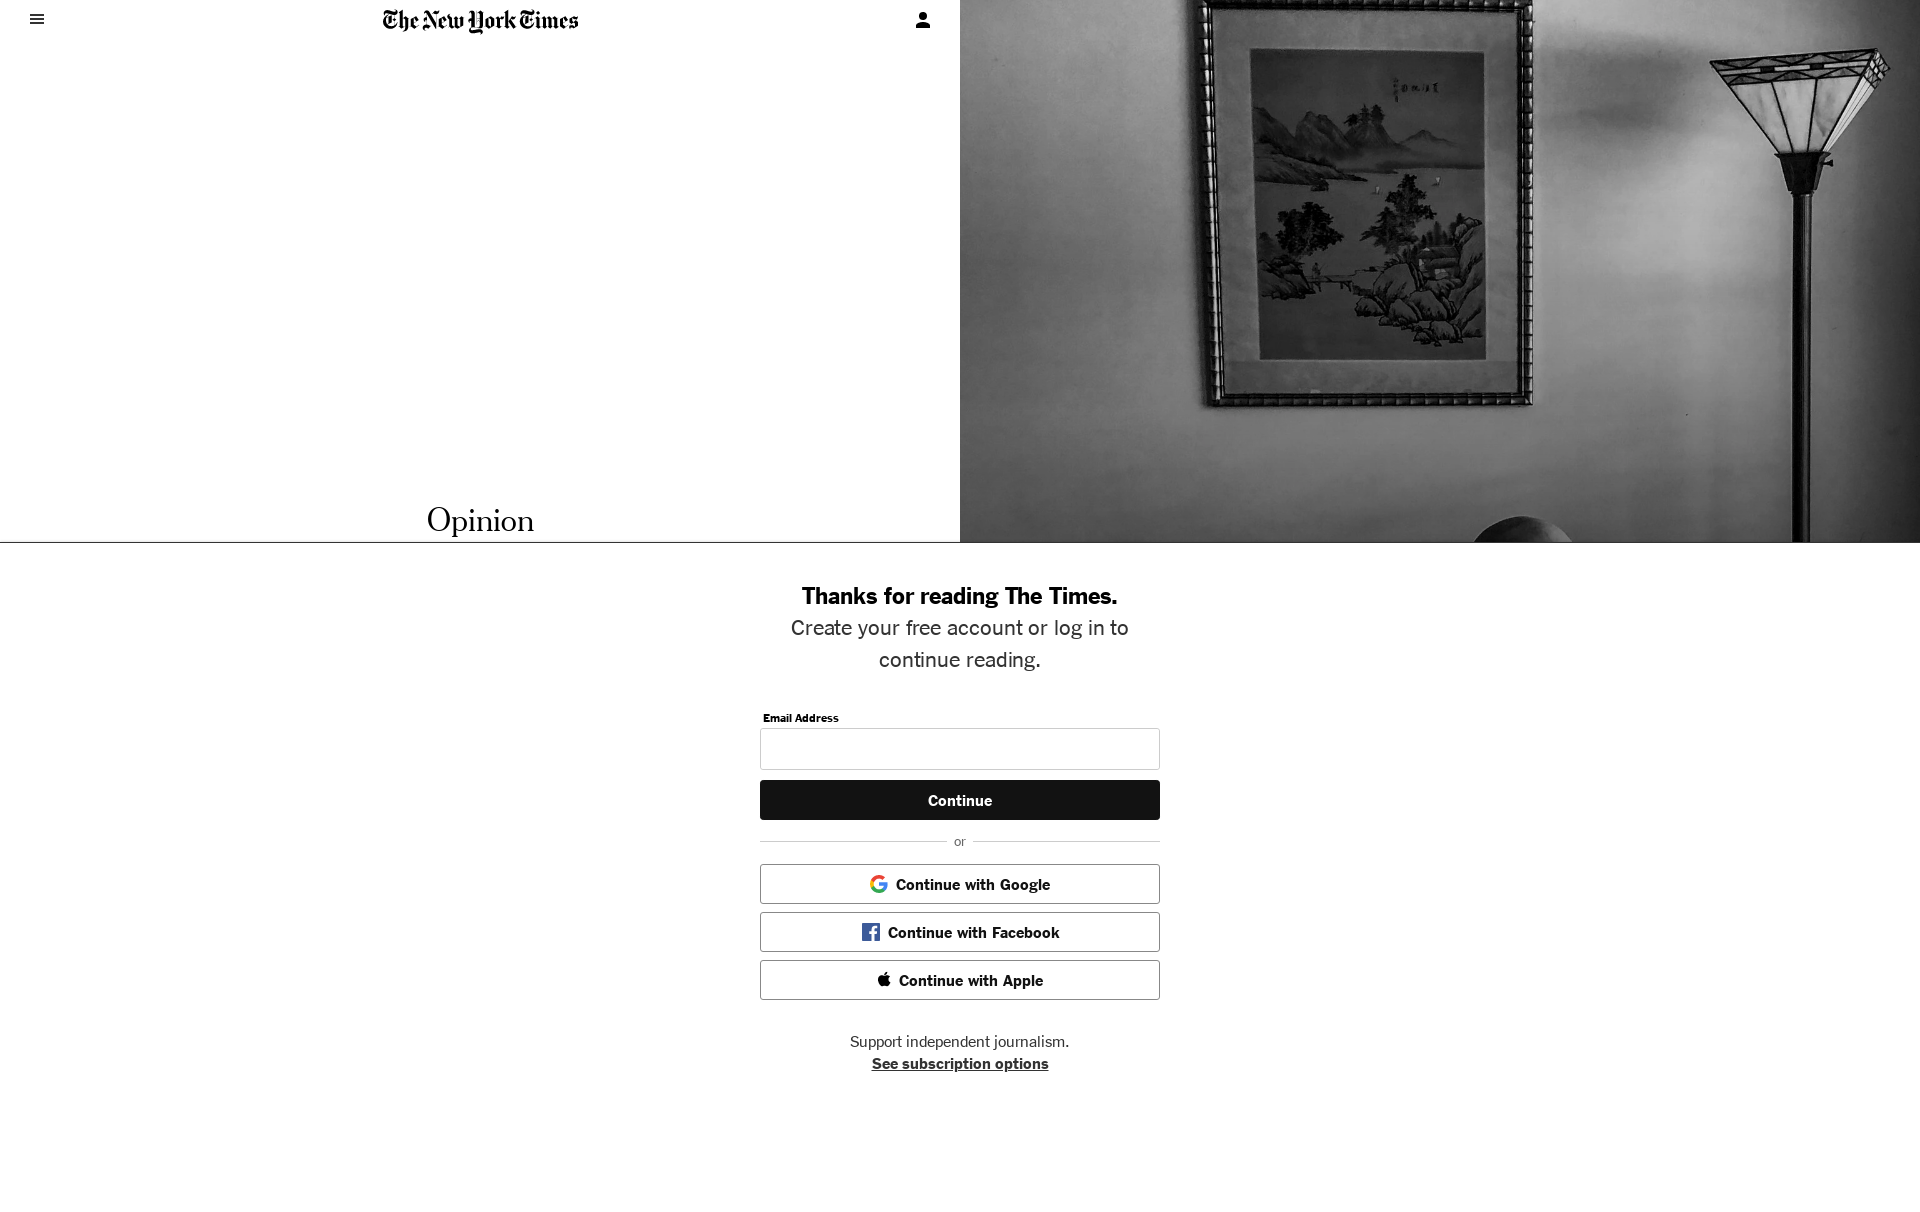 The New York Times
Opinion
Thanks for reading The Times.
Create your free account or log in to
continue reading.
Email Address
Continue
or
Continue with Google
Continue with Facebook
Continue with Apple
Support independent journalism.
See subscription options